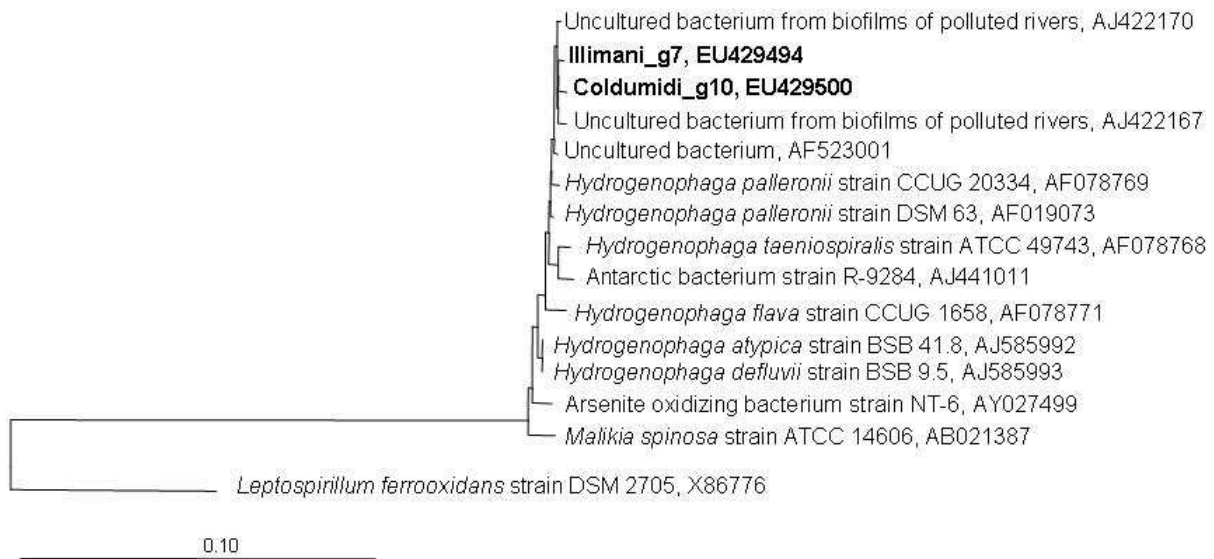 Uncultured bacterium from biofilms of polluted rivers, AJ422170
Illimani_g7, EU429494
Coldumidi_g10, EU429500
Uncultured bacterium from biofilms of polluted rivers, AJ422167
Uncultured bacterium, AF523001
Hydrogenophaga palleronii strain CCUG 20334, AF078769
Hydrogenophaga palleronii strain DSM 63, AF019073
Hydrogenophaga taeniospiralis strain ATCC 49743, AF078768
Antarctic bacterium strain R-9284, AJ441011
Hydrogenophaga flava strain CCUG 1658, AF078771
Hydrogenophaga atypica strain BSB 41.8, AJ585992
Hydrogenophaga defluvii strain BSB 9.5, AJ585993
Arsenite oxidizing bacterium strain NT-6, AY027499
Malikia spinosa strain ATCC 14606, AB021387
Leptospirillum ferrooxidans strain DSM 2705, X86776
0.10